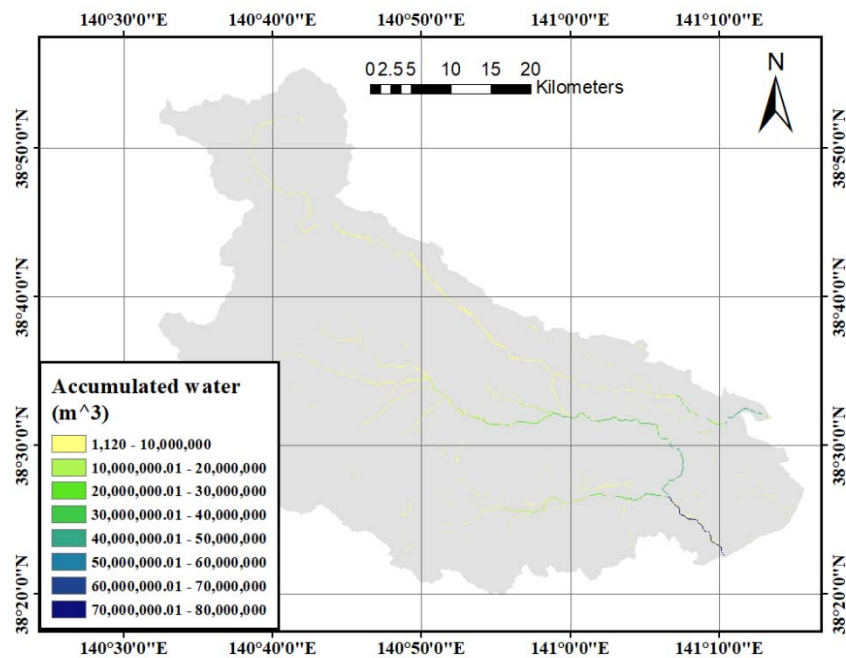 140°30'0"E 140°40'0"E 140°50'0"E 141°0'0"E 141°10'0"E
0 2.5 5 10 15 20
Kilometers
N
38°50'0"N 38°50'0"N
38°40'0"N 38°40'0"N
38°30'0"N 38°30'0"N
38°20'0"N 38°20'0"N
Accumulated water
(m^3)
1,120 - 10,000,000
10,000,000.01 - 20,000,000
20,000,000.01 - 30,000,000
30,000,000.01 - 40,000,000
40,000,000.01 - 50,000,000
50,000,000.01 - 60,000,000
60,000,000.01 - 70,000,000
70,000,000.01 - 80,000,000
140°30'0"E 140°40'0"E 140°50'0"E 141°0'0"E 141°10'0"E